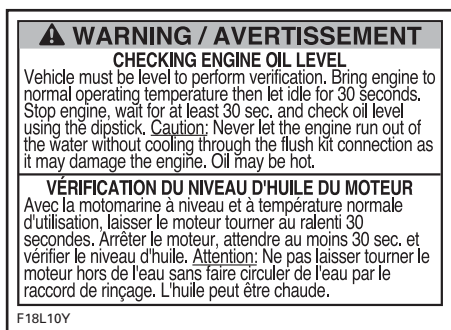 WARNING / AVERTISSEMENT
CHECKING ENGINE OIL LEVEL
Vehicle must be level to perform verification. Bring engine to
normal operating temperature then let idle for 30 seconds.
Stop engine, wait for at least 30 sec. and check oil level
using the dipstick. Caution: Never let the engine run out of
the water without cooling through the flush kit connection as
it may damage the engine. Oil may be hot.
VÉRIFICATION DU NIVEAU D'HUILE DU MOTEUR
Avec la motomarine à niveau et à température normale
d'utilisation, laisser le moteur tourner au ralenti 30
secondes. Arrêter le moteur, attendre au moins 30 sec. et
vérifier le niveau d'huile. Attention: Ne pas laisser tourner le
moteur hors de l'eau sans faire circuler de l'eau par le
raccord de rinçage. L'huile peut être chaude.
F18L10Y